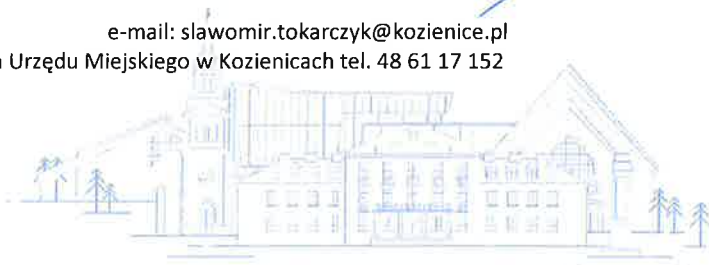 e-mail: slawomir.tokarczyk@kozienice.pl
Urzędu Miejskiego w Kozienicach tel. 48 61 17 152